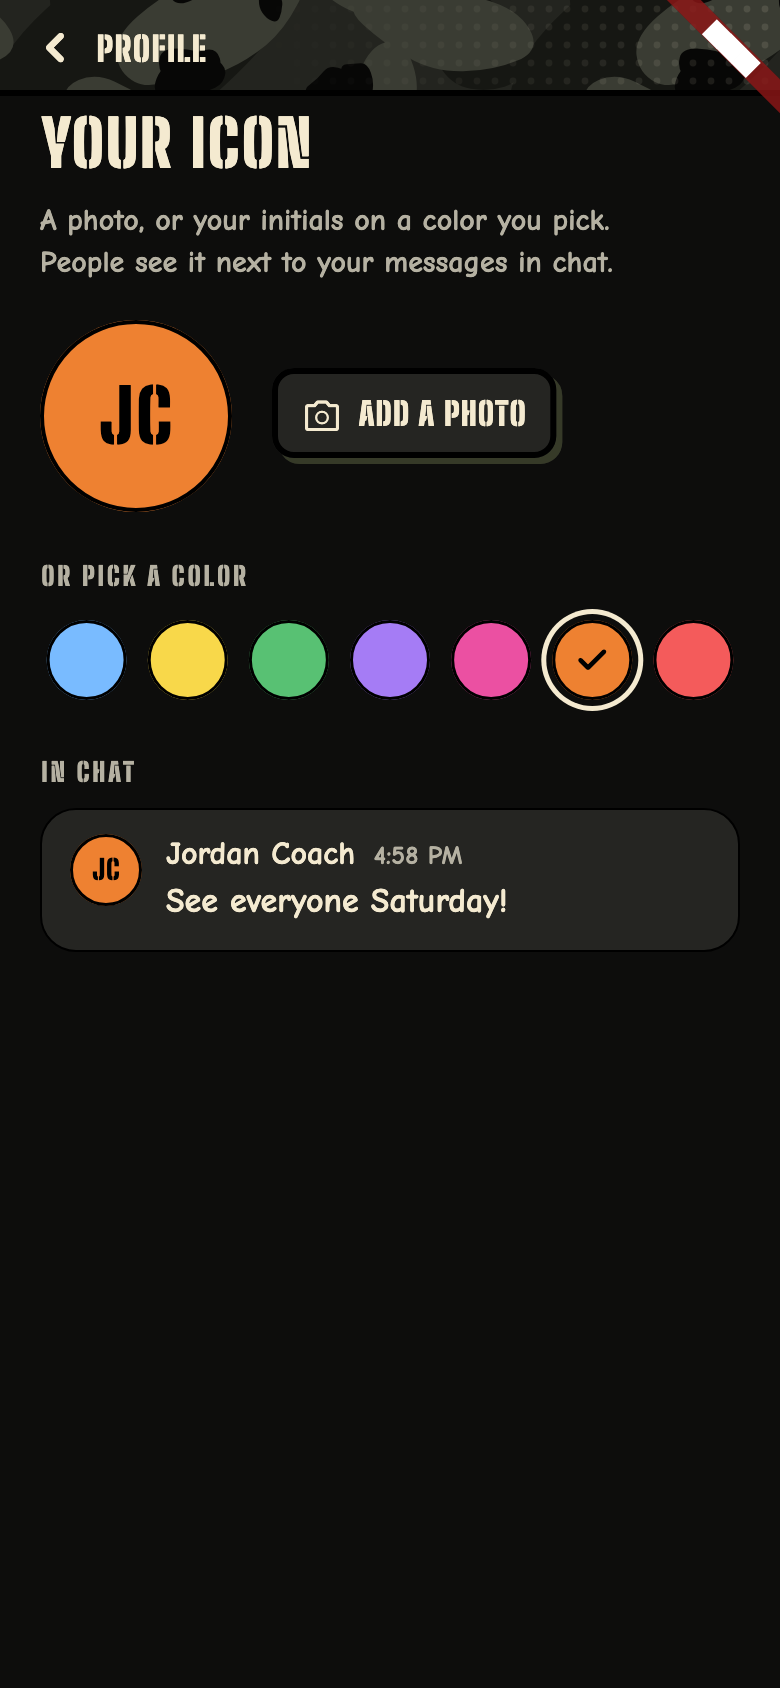 PROFILE
YOUR ICON
A photo, or your initials on a color you pick.
People see it next to your messages in chat.
JC
ADD A PHOTO
OR PICK A COLOR
IN CHAT
JC
Jordan Coach 4:58 PM
See everyone Saturday!